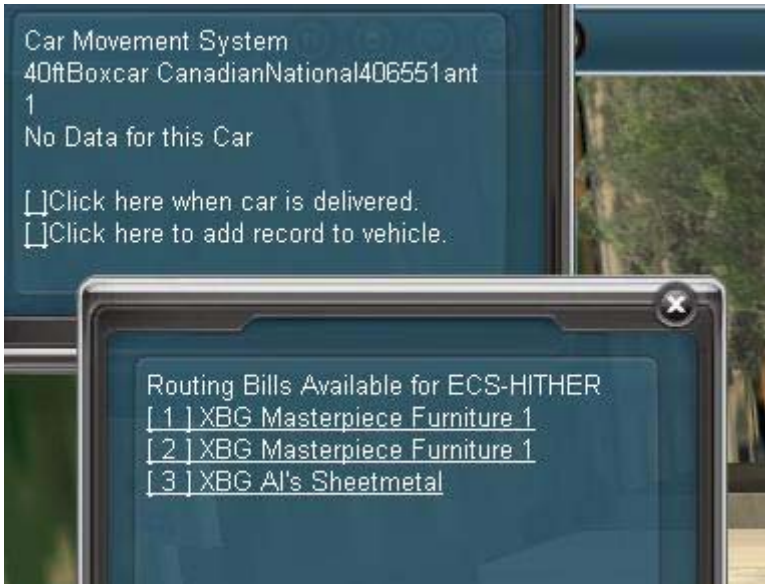 Car Movement System
40ftBoxcar CanadianNational406551ant
1
No Data for this Car
[ ]Click here when car is delivered.
[ ]Click here to add record to vehicle.
Routing Bills Available for ECS-HITHER
[ 1 ] XBG Masterpiece Furniture 1
[ 2 ] XBG Masterpiece Furniture 1
[ 3 ] XBG Al's Sheetmetal